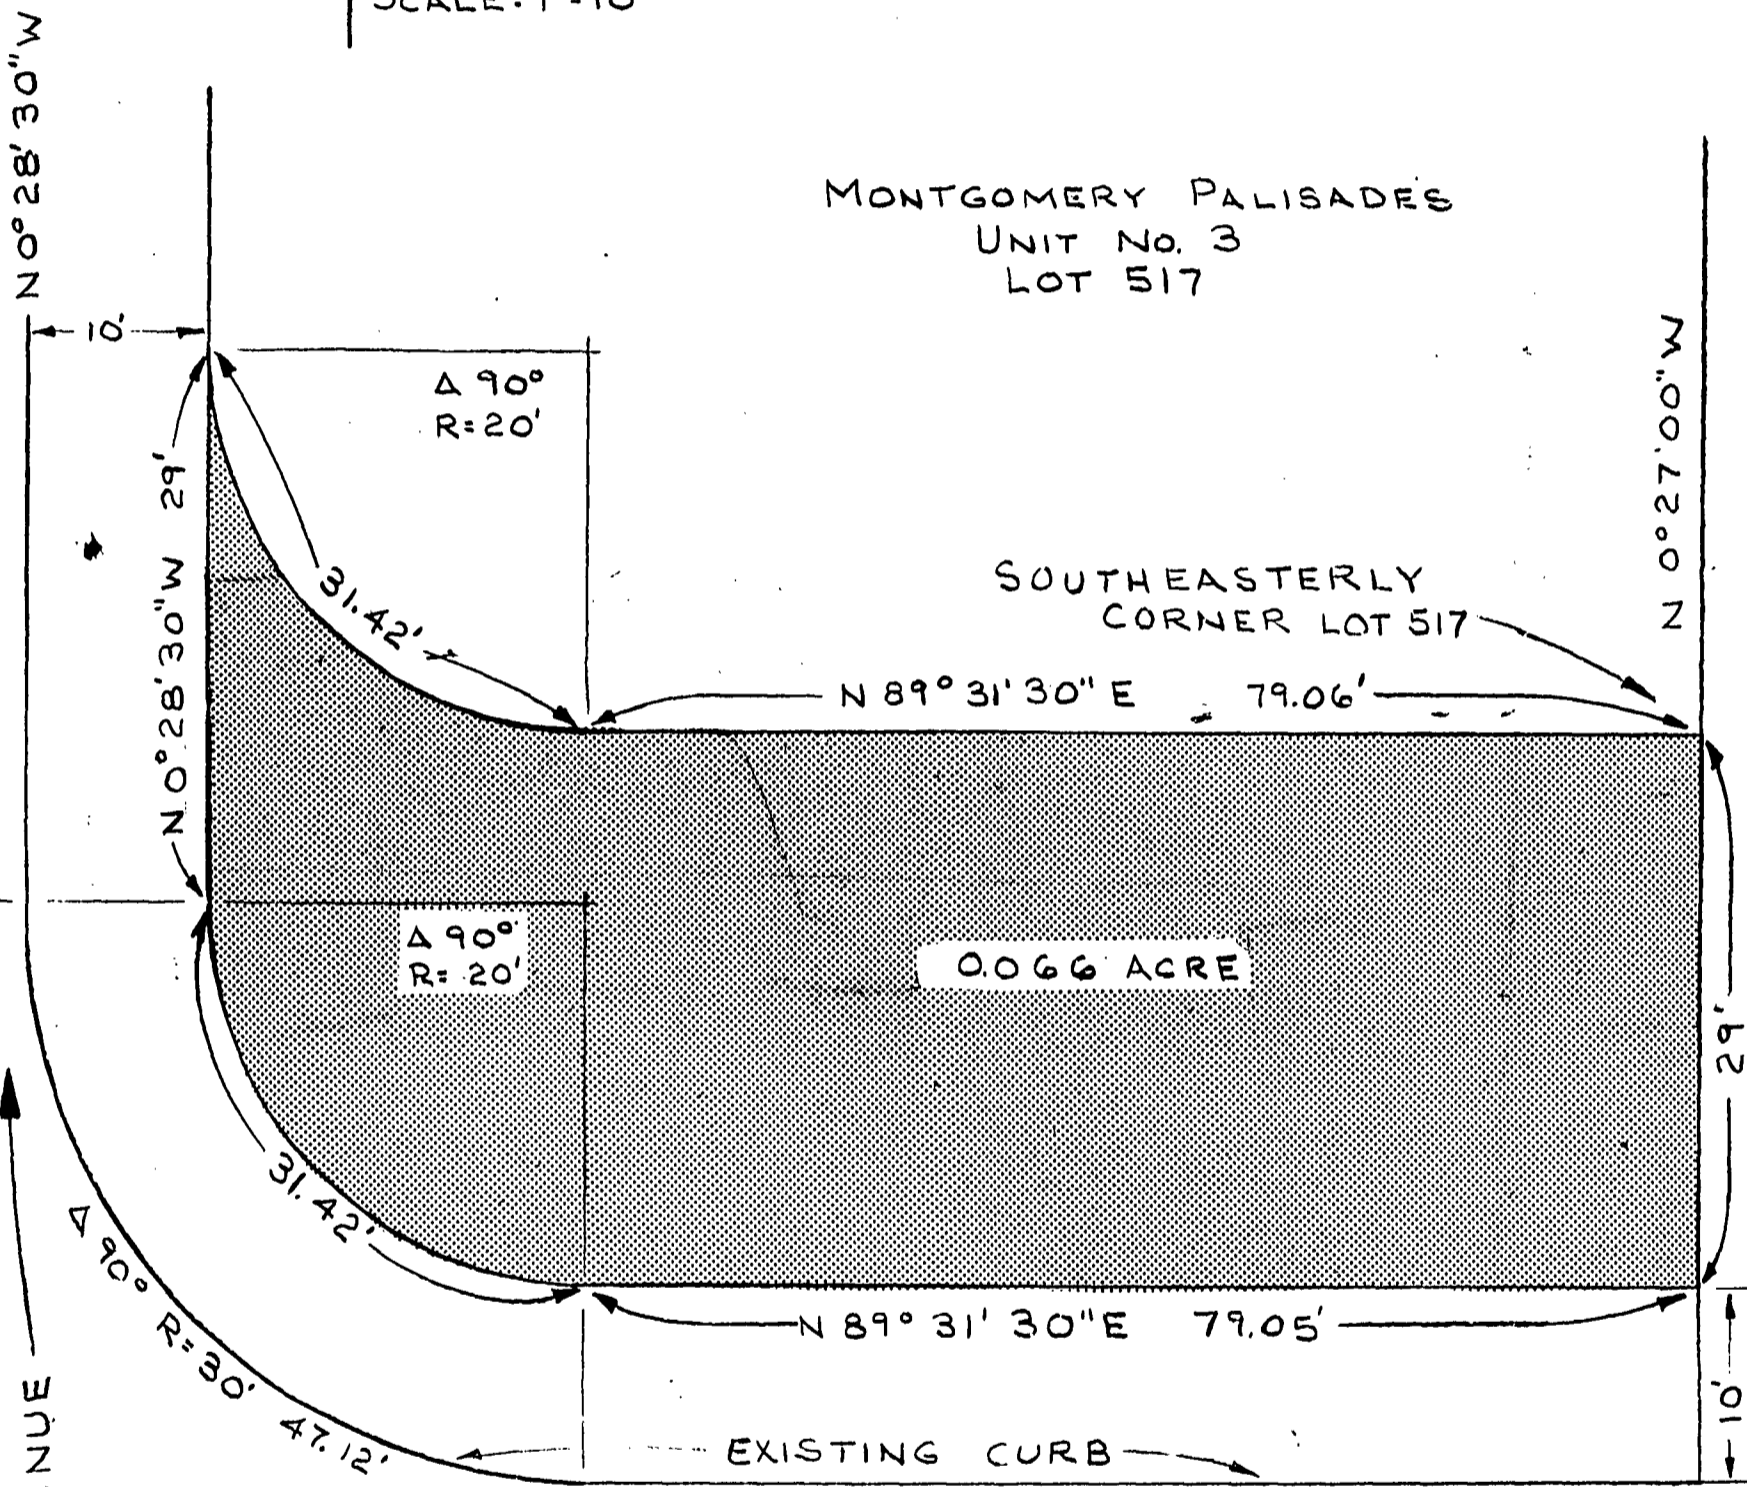 N 0° 28' 30" W
MONTGOMERY PALISADES
UNIT No. 3
LOT 517
10'
Δ 90°
R=20'
N 0° 27' 00" W
N 0° 28' 30" W 29'
31.42'
SOUTHEASTERLY
CORNER LOT 517
N 89° 31' 30" E 79.06'
Δ 90°
R= 20'
0.066 ACRE
29'
31.42'
N 89° 31' 30" E 79.05'
Δ 90° R=30' 47.12'
10'
NUE
EXISTING CURB